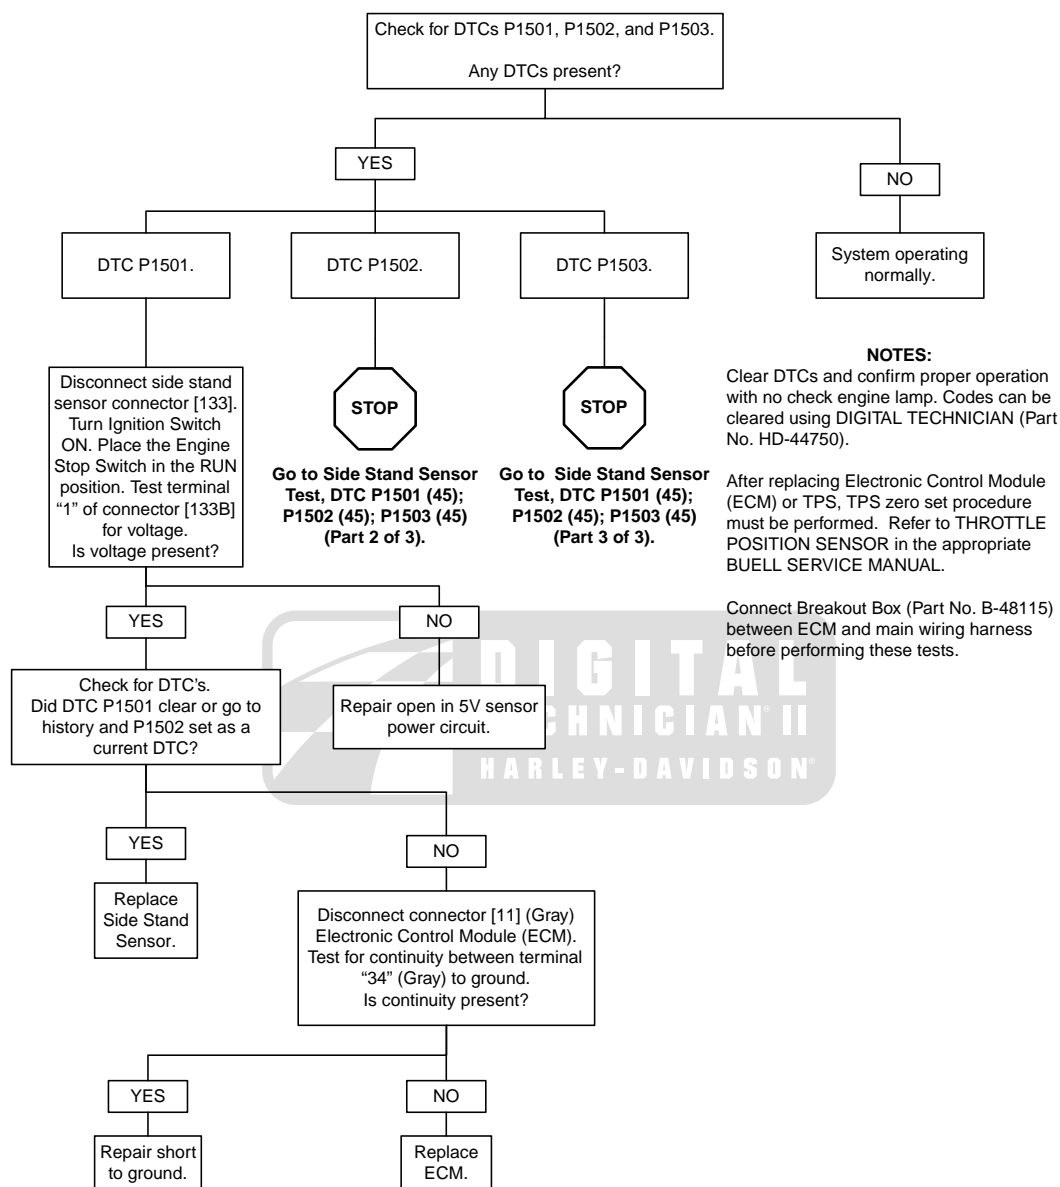 Check for DTCs P1501, P1502, and P1503.
Any DTCs present?
YES
NO
DTC P1501.
DTC P1502.
DTC P1503.
System operating
normally.
Disconnect side stand
sensor connector [133].
Turn Ignition Switch
ON. Place the Engine
Stop Switch in the RUN
position. Test terminal
“1” of connector [133B]
for voltage.
Is voltage present?
STOP
Go to Side Stand Sensor
Test, DTC P1501 (45);
P1502 (45); P1503 (45)
(Part 2 of 3).
STOP
Go to Side Stand Sensor
Test, DTC P1501 (45);
P1502 (45); P1503 (45)
(Part 3 of 3).
NOTES:
Clear DTCs and confirm proper operation
with no check engine lamp. Codes can be
cleared using DIGITAL TECHNICIAN (Part
No. HD-44750).
After replacing Electronic Control Module
(ECM) or TPS, TPS zero set procedure
must be performed. Refer to THROTTLE
POSITION SENSOR in the appropriate
BUELL SERVICE MANUAL.
Connect Breakout Box (Part No. B-48115)
between ECM and main wiring harness
before performing these tests.
YES
NO
Check for DTC’s.
Did DTC P1501 clear or go to
history and P1502 set as a
current DTC?
Repair open in 5V sensor
power circuit.
DIGITAL
TECHNICIAN II
HARLEY-DAVIDSON
YES
NO
Replace
Side Stand
Sensor.
Disconnect connector [11] (Gray)
Electronic Control Module (ECM).
Test for continuity between terminal
“34” (Gray) to ground.
Is continuity present?
YES
NO
Repair short
to ground.
Replace
ECM.